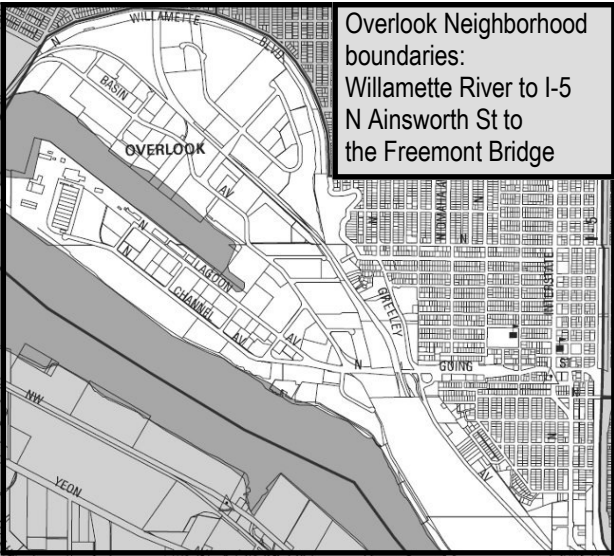 Overlook Neighborhood
boundaries:
Willamette River to I-5
N Ainsworth St to
the Freemont Bridge
N WILLAMETTE BLVD
BASIN
OVERLOOK
AV
N OMAHA
N
N
I-5
N
LAGOON
N
CHANNEL
AV
AV
GREELEY
INTERSTATE
N
GOING
ST
N
N
AV
NW
YEON